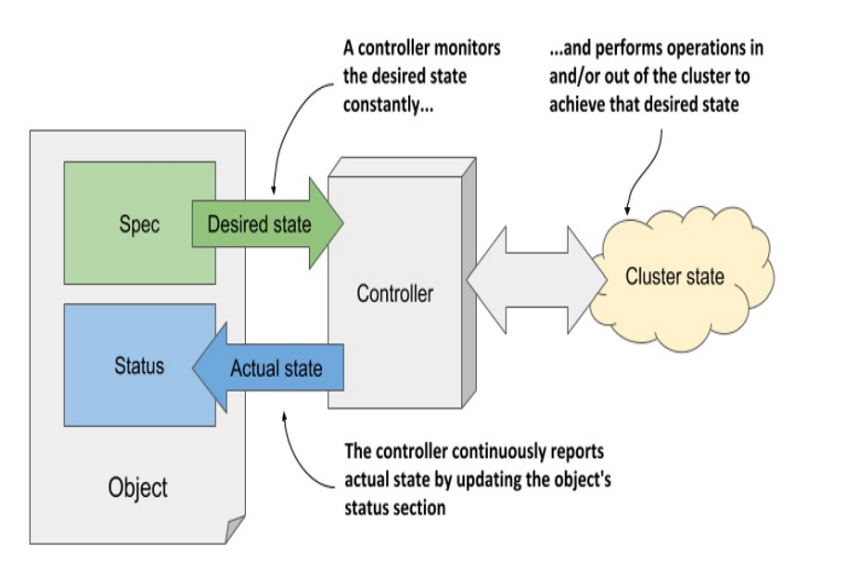 A controller monitors
the desired state
constantly...
...and performs operations in
and/or out of the cluster to
achieve that desired state
Spec
Desired state
Controller
Cluster state
Status
Actual state
Object
The controller continuously reports
actual state by updating the object's
status section